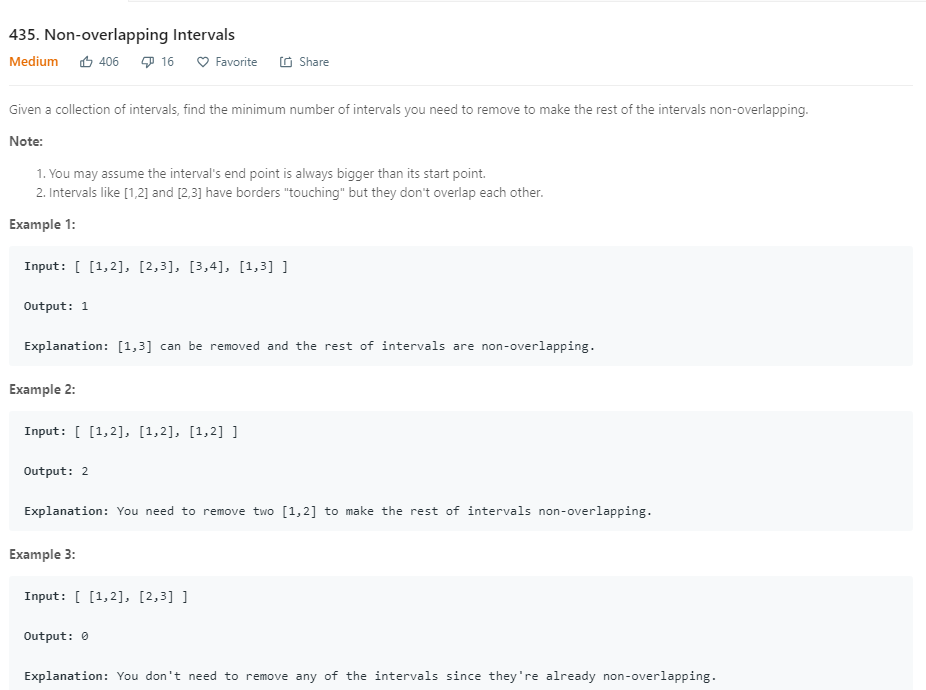 435. Non-overlapping Intervals
Medium 406 16 Favorite Share
Given a collection of intervals, find the minimum number of intervals you need to remove to make the rest of the intervals non-overlapping.
Note:
1. You may assume the interval's end point is always bigger than its start point.
2. Intervals like [1,2] and [2,3] have borders "touching" but they don't overlap each other.
Example 1:
Input: [ [1,2], [2,3], [3,4], [1,3] ]
Output: 1
Explanation: [1,3] can be removed and the rest of intervals are non-overlapping.
Example 2:
Input: [ [1,2], [1,2], [1,2] ]
Output: 2
Explanation: You need to remove two [1,2] to make the rest of intervals non-overlapping.
Example 3:
Input: [ [1,2], [2,3] ]
Output: 0
Explanation: You don't need to remove any of the intervals since they're already non-overlapping.